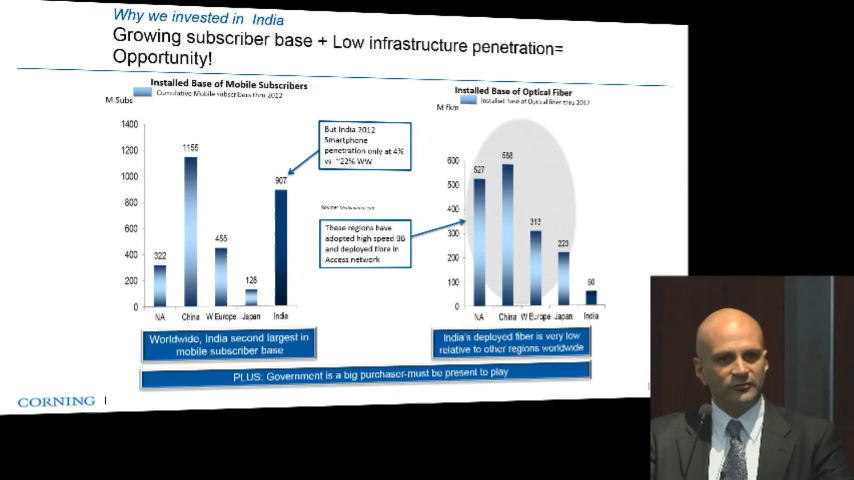 Why we invested in India
Growing subscriber base + Low infrastructure penetration=
Opportunity!
Installed Base of Mobile Subscribers
Cumulative Mobile subscribers thru 2012
M Subs
1400
1200
1000
800
600
400
200
0
322
1155
455
128
907
NA China W Europe Japan India
But India 2012
Smartphone
penetration only at 4%
vs ~22% WW
Source:
These regions have
adopted high speed BB
and deployed fibre in
Access network
Installed Base of Optical Fiber
Installed Base of Optical fiber thru 2012
M fkm
600
500
400
300
200
100
0
527
588
313
223
60
NA China W Europe Japan India
Worldwide, India second largest in
mobile subscriber base
India's deployed fiber is very low
relative to other regions worldwide
PLUS: Government is a big purchaser-must be present to play
CORNING